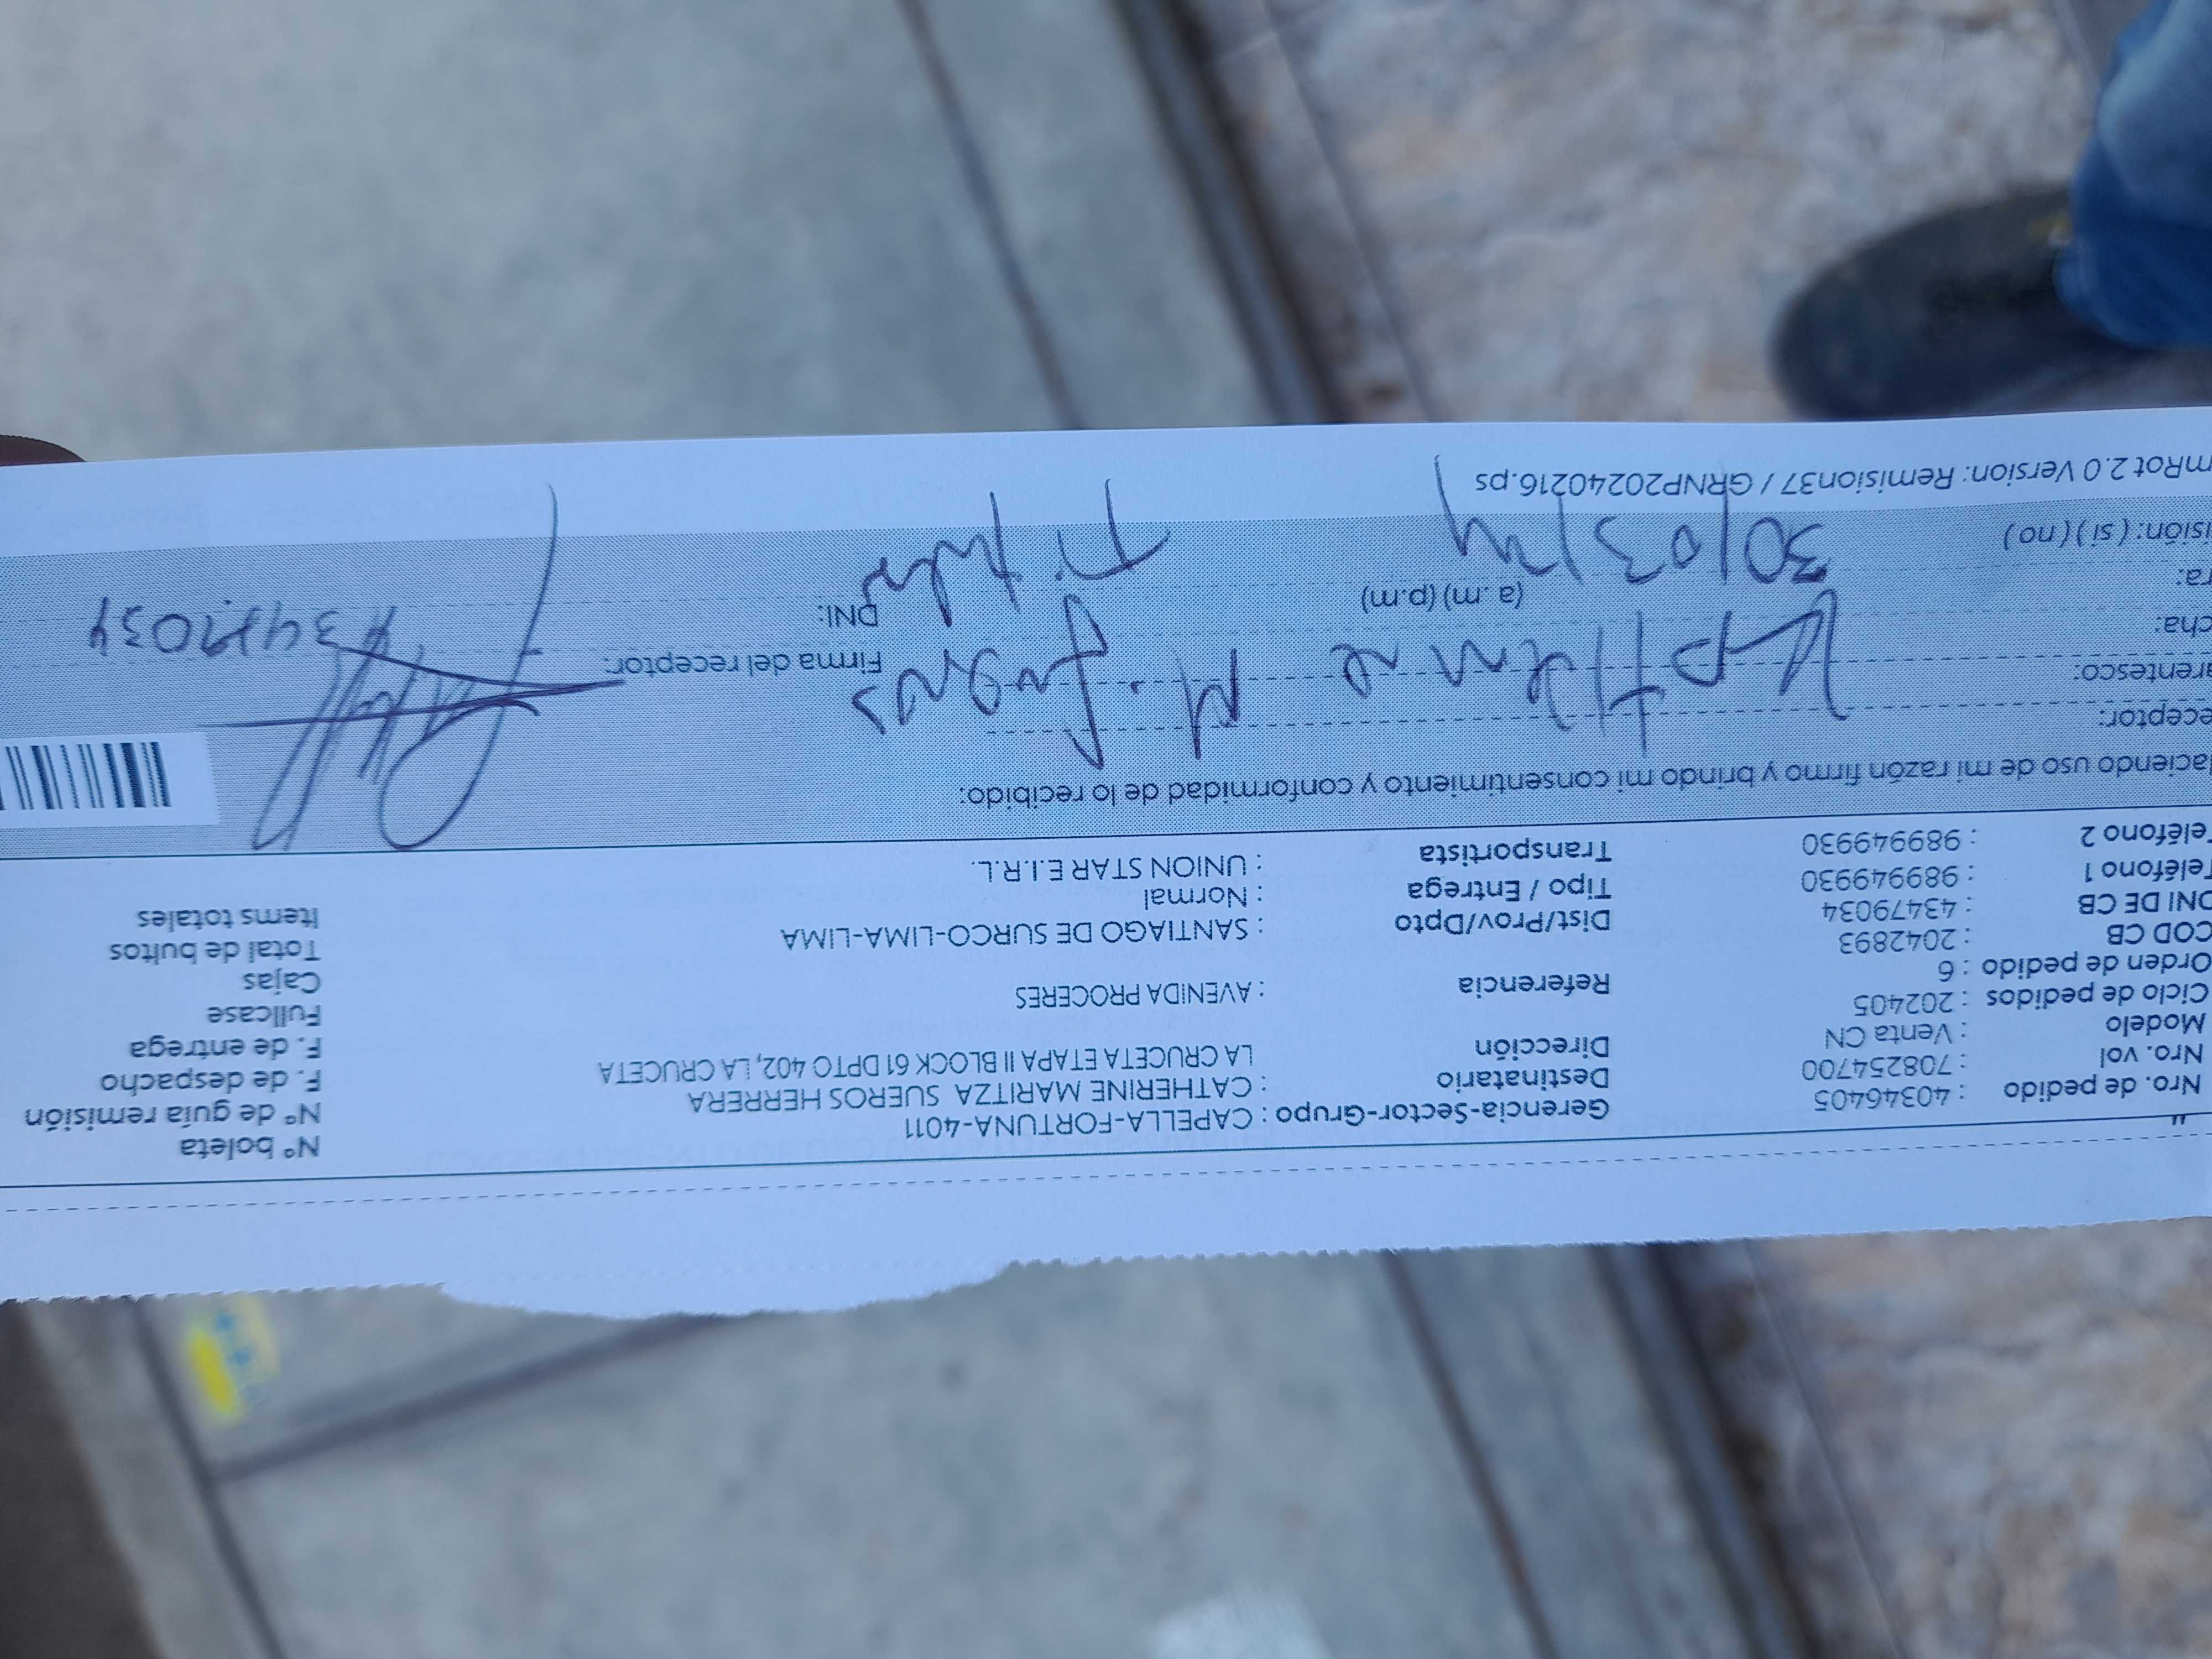 Nro. de pedido : 40346405 Gerencia-Sector-Grupo : CAPELLA-FORTUNA-4011 N° boleta
Nro. vol : 708254700 Destinatario : CATHERINE MARITZA SUEROS HERRERA N° de guía remisión
Modelo : Venta CN Dirección LA CRUCETA ETAPA II BLOCK 61 DPTO 402, LA CRUCETA F. de despacho
Ciclo de pedidos : 202405 F. de entrega
Orden de pedido : 6 Referencia : AVENIDA PROCERES Fullcase
COD CB : 2042893 Cajas
DNI DE CB : 43479034 Dist/Prov/Dpto : SANTIAGO DE SURCO-LIMA-LIMA Total de bultos
Teléfono 1 : 989949930 Tipo / Entrega : Normal Items totales
Teléfono 2 : 989949930 Transportista : UNION STAR E.I.R.L.
Haciendo uso de mi razón firmo y brindo mi consentimiento y conformidad de lo recibido:
eceptor:
arentesco: Firma del receptor:
cha:
ra: (a.m) (p.m) DNI: 43479034
30/03/24 Titular
isión: ( si ) ( no )
mRot 2.0 Version: Remision37 / GRNP20240216.ps